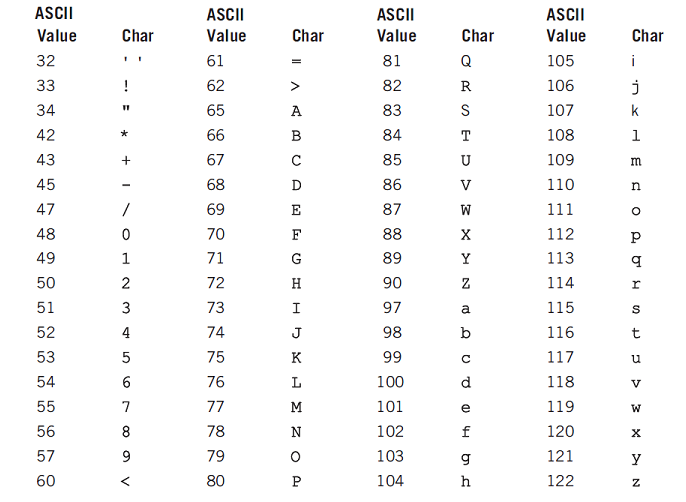 ASCII ASCII ASCII ASCII
Value Char Value Char Value Char Value Char
32 ' ' 61 = 81 Q 105 i
33 ! 62 > 82 R 106 j
34 " 65 A 83 S 107 k
42 * 66 B 84 T 108 l
43 + 67 C 85 U 109 m
45 - 68 D 86 V 110 n
47 / 69 E 87 W 111 o
48 0 70 F 88 X 112 p
49 1 71 G 89 Y 113 q
50 2 72 H 90 Z 114 r
51 3 73 I 97 a 115 s
52 4 74 J 98 b 116 t
53 5 75 K 99 c 117 u
54 6 76 L 100 d 118 v
55 7 77 M 101 e 119 w
56 8 78 N 102 f 120 x
57 9 79 O 103 g 121 y
60 < 80 P 104 h 122 z